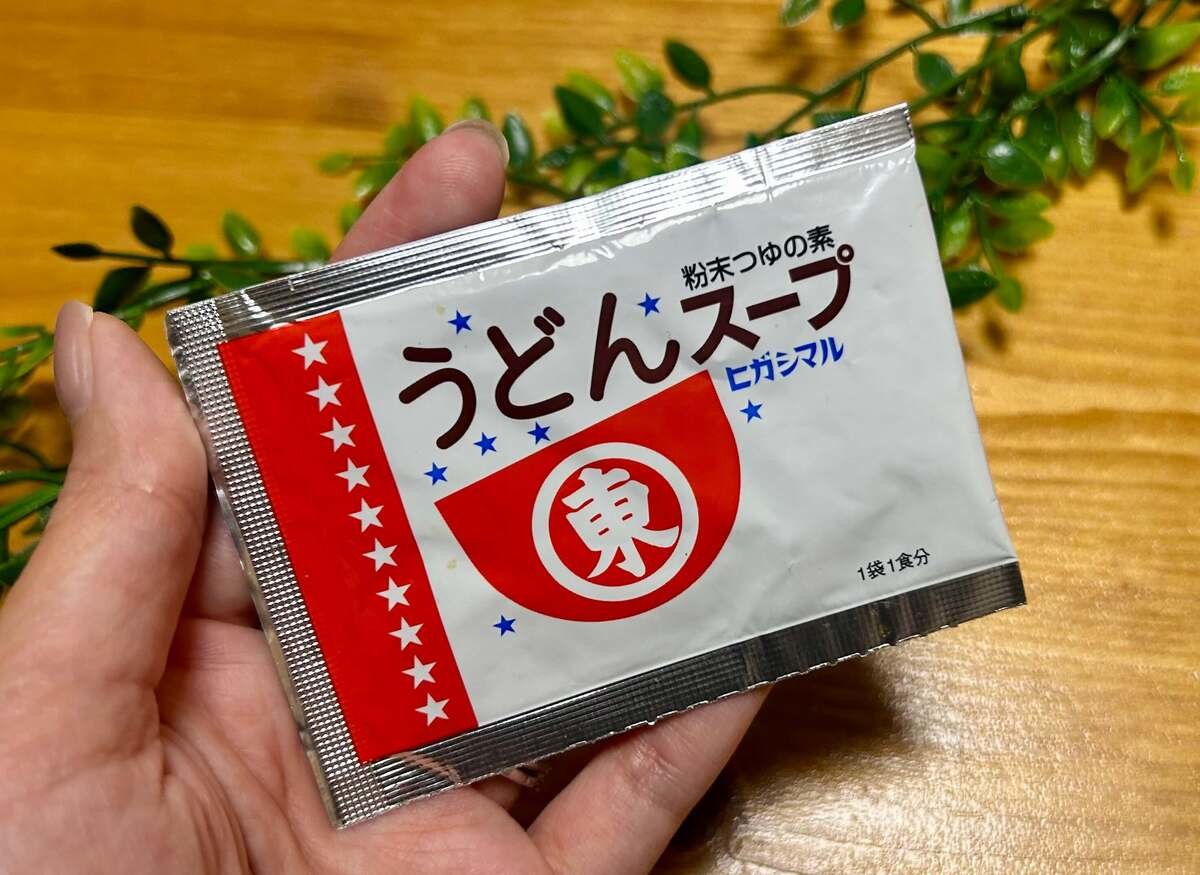 粉末つゆの素
うどんスープ
ヒガシマル
東
1袋1食分